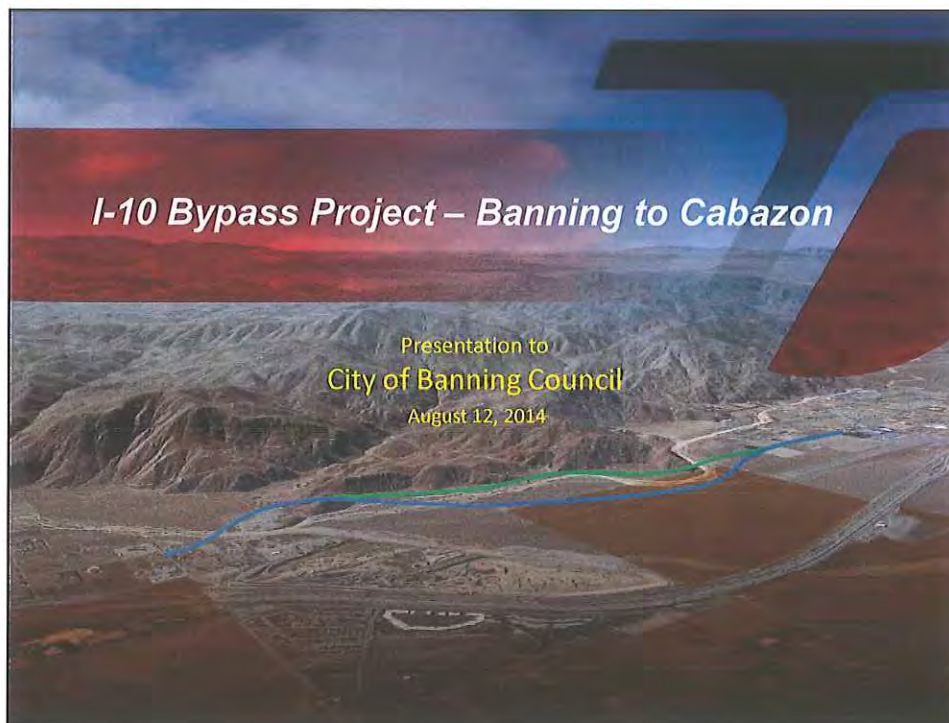 I-10 Bypass Project – Banning to Cabazon
Presentation to
City of Banning Council
August 12, 2014